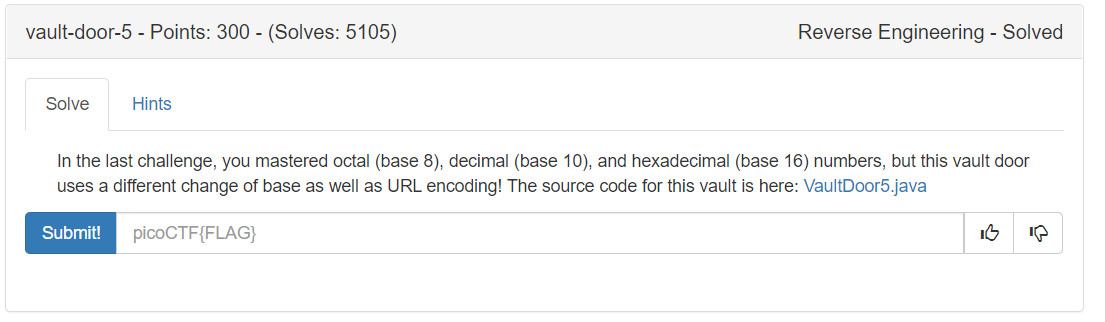 vault-door-5 - Points: 300 - (Solves: 5105)
Reverse Engineering - Solved
Solve
Hints
In the last challenge, you mastered octal (base 8), decimal (base 10), and hexadecimal (base 16) numbers, but this vault door
uses a different change of base as well as URL encoding! The source code for this vault is here: VaultDoor5.java
Submit!
picoCTF{FLAG}